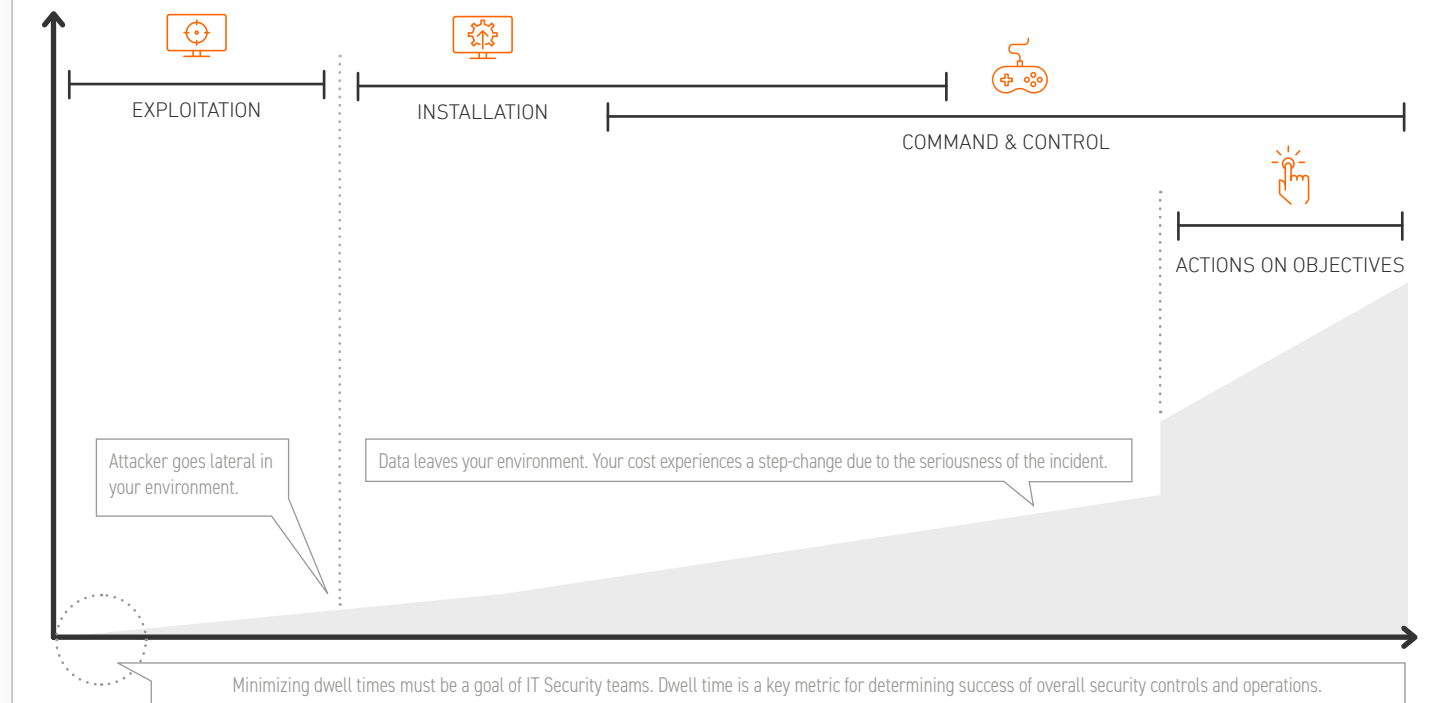 EXPLOITATION
INSTALLATION
COMMAND & CONTROL
ACTIONS ON OBJECTIVES
Attacker goes lateral in
your environment.
Data leaves your environment. Your cost experiences a step-change due to the seriousness of the incident.
Minimizing dwell times must be a goal of IT Security teams. Dwell time is a key metric for determining success of overall security controls and operations.